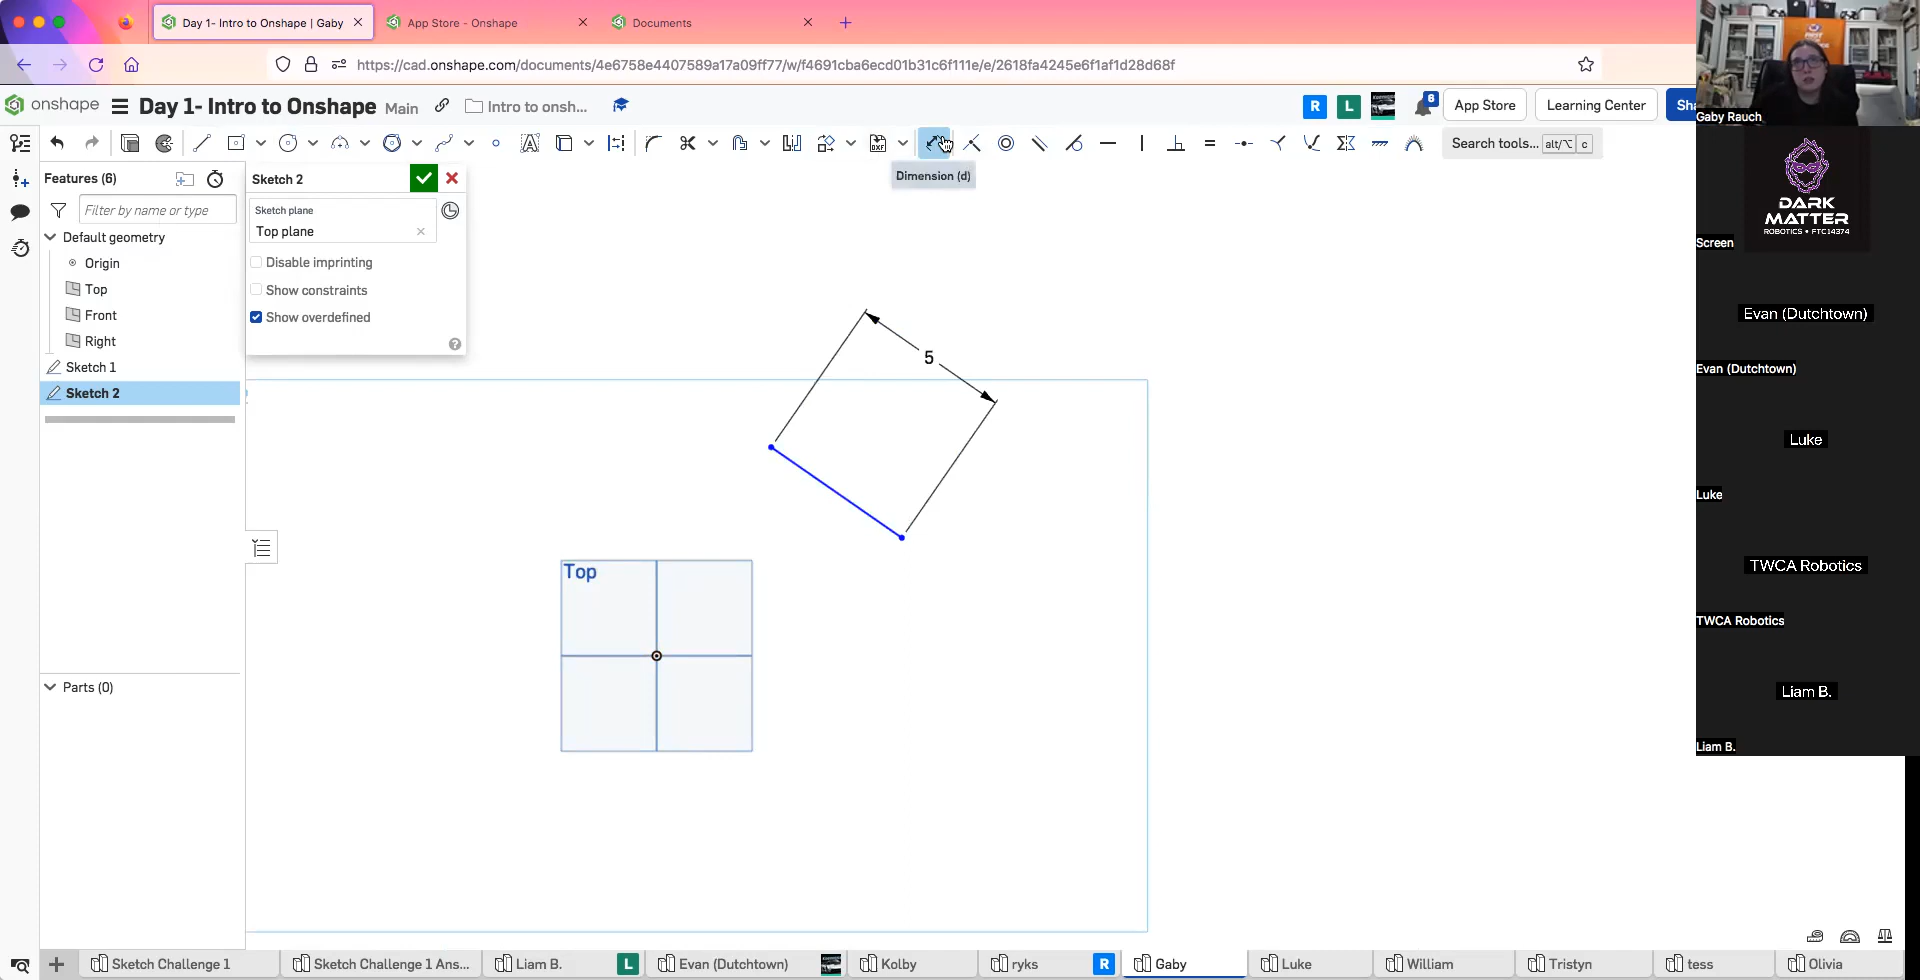 Day 1- Intro to Onshape | Gaby
App Store - Onshape
Documents
https://cad.onshape.com/documents/4e6758e4407589a17a09ff77/w/f4691cba6ecd01b31c6f111e/e/2618fa4245e6f1af1d28d68f
onshape
Day 1- Intro to Onshape Main
Intro to onsh...
R
L
6
App Store
Learning Center
Sha
Gaby Rauch
DXF
Search tools... alt/⌥ c
Dimension (d)
Features (6)
Filter by name or type
Default geometry
Origin
Top
Front
Right
Sketch 1
Sketch 2
Sketch 2
Sketch plane
Top plane
Disable imprinting
Show constraints
Show overdefined
5
Top
Parts (0)
DARK
MATTER
ROBOTICS • FTC14374
Screen
Evan (Dutchtown)
Evan (Dutchtown)
Luke
Luke
TWCA Robotics
TWCA Robotics
Liam B.
Liam B.
Sketch Challenge 1
Sketch Challenge 1 Ans...
Liam B.
L
Evan (Dutchtown)
Kolby
ryks
R
Gaby
Luke
William
Tristyn
tess
Olivia